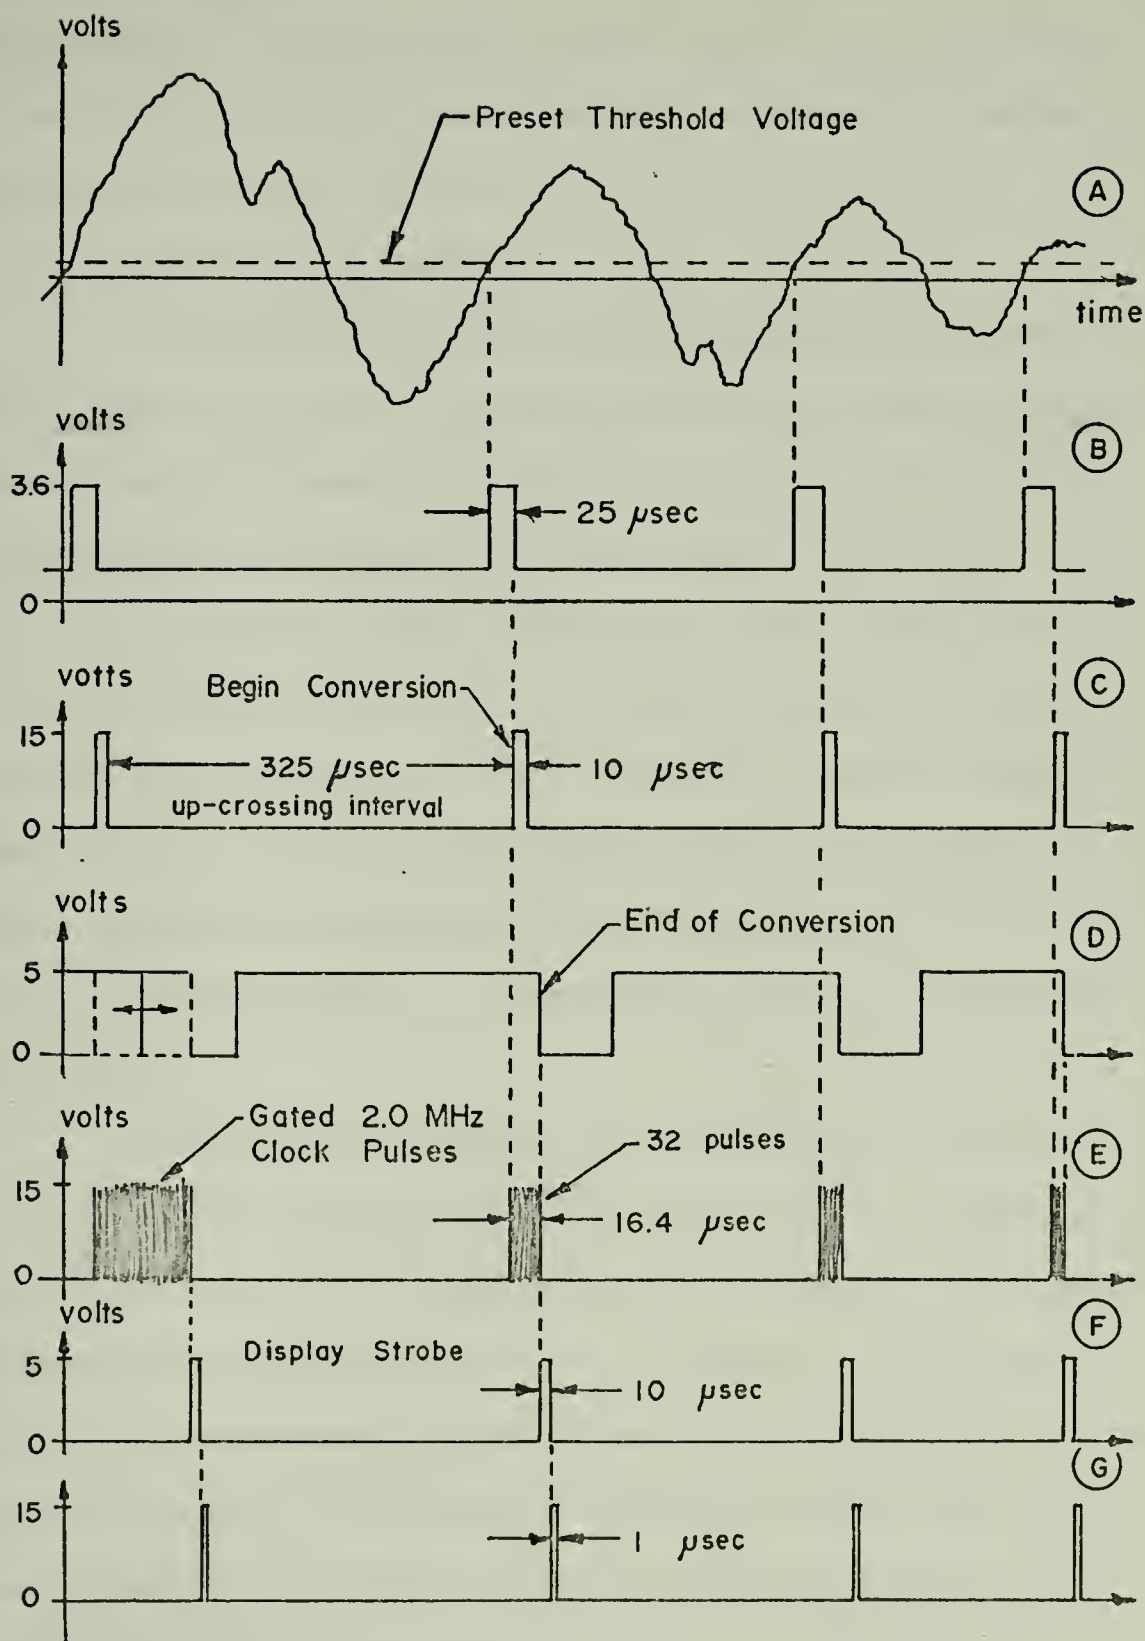 volts
Preset Threshold Voltage
A
time
volts
B
3.6
25 μsec
0
votts
C
Begin Conversion
15
325 μsec
10 μsec
up-crossing interval
0
volts
D
End of Conversion
5
0
volts
Gated 2.0 MHz
Clock Pulses
32 pulses
E
15
16.4 μsec
0
volts
F
Display Strobe
5
10 μsec
0
G
15
1 μsec
0